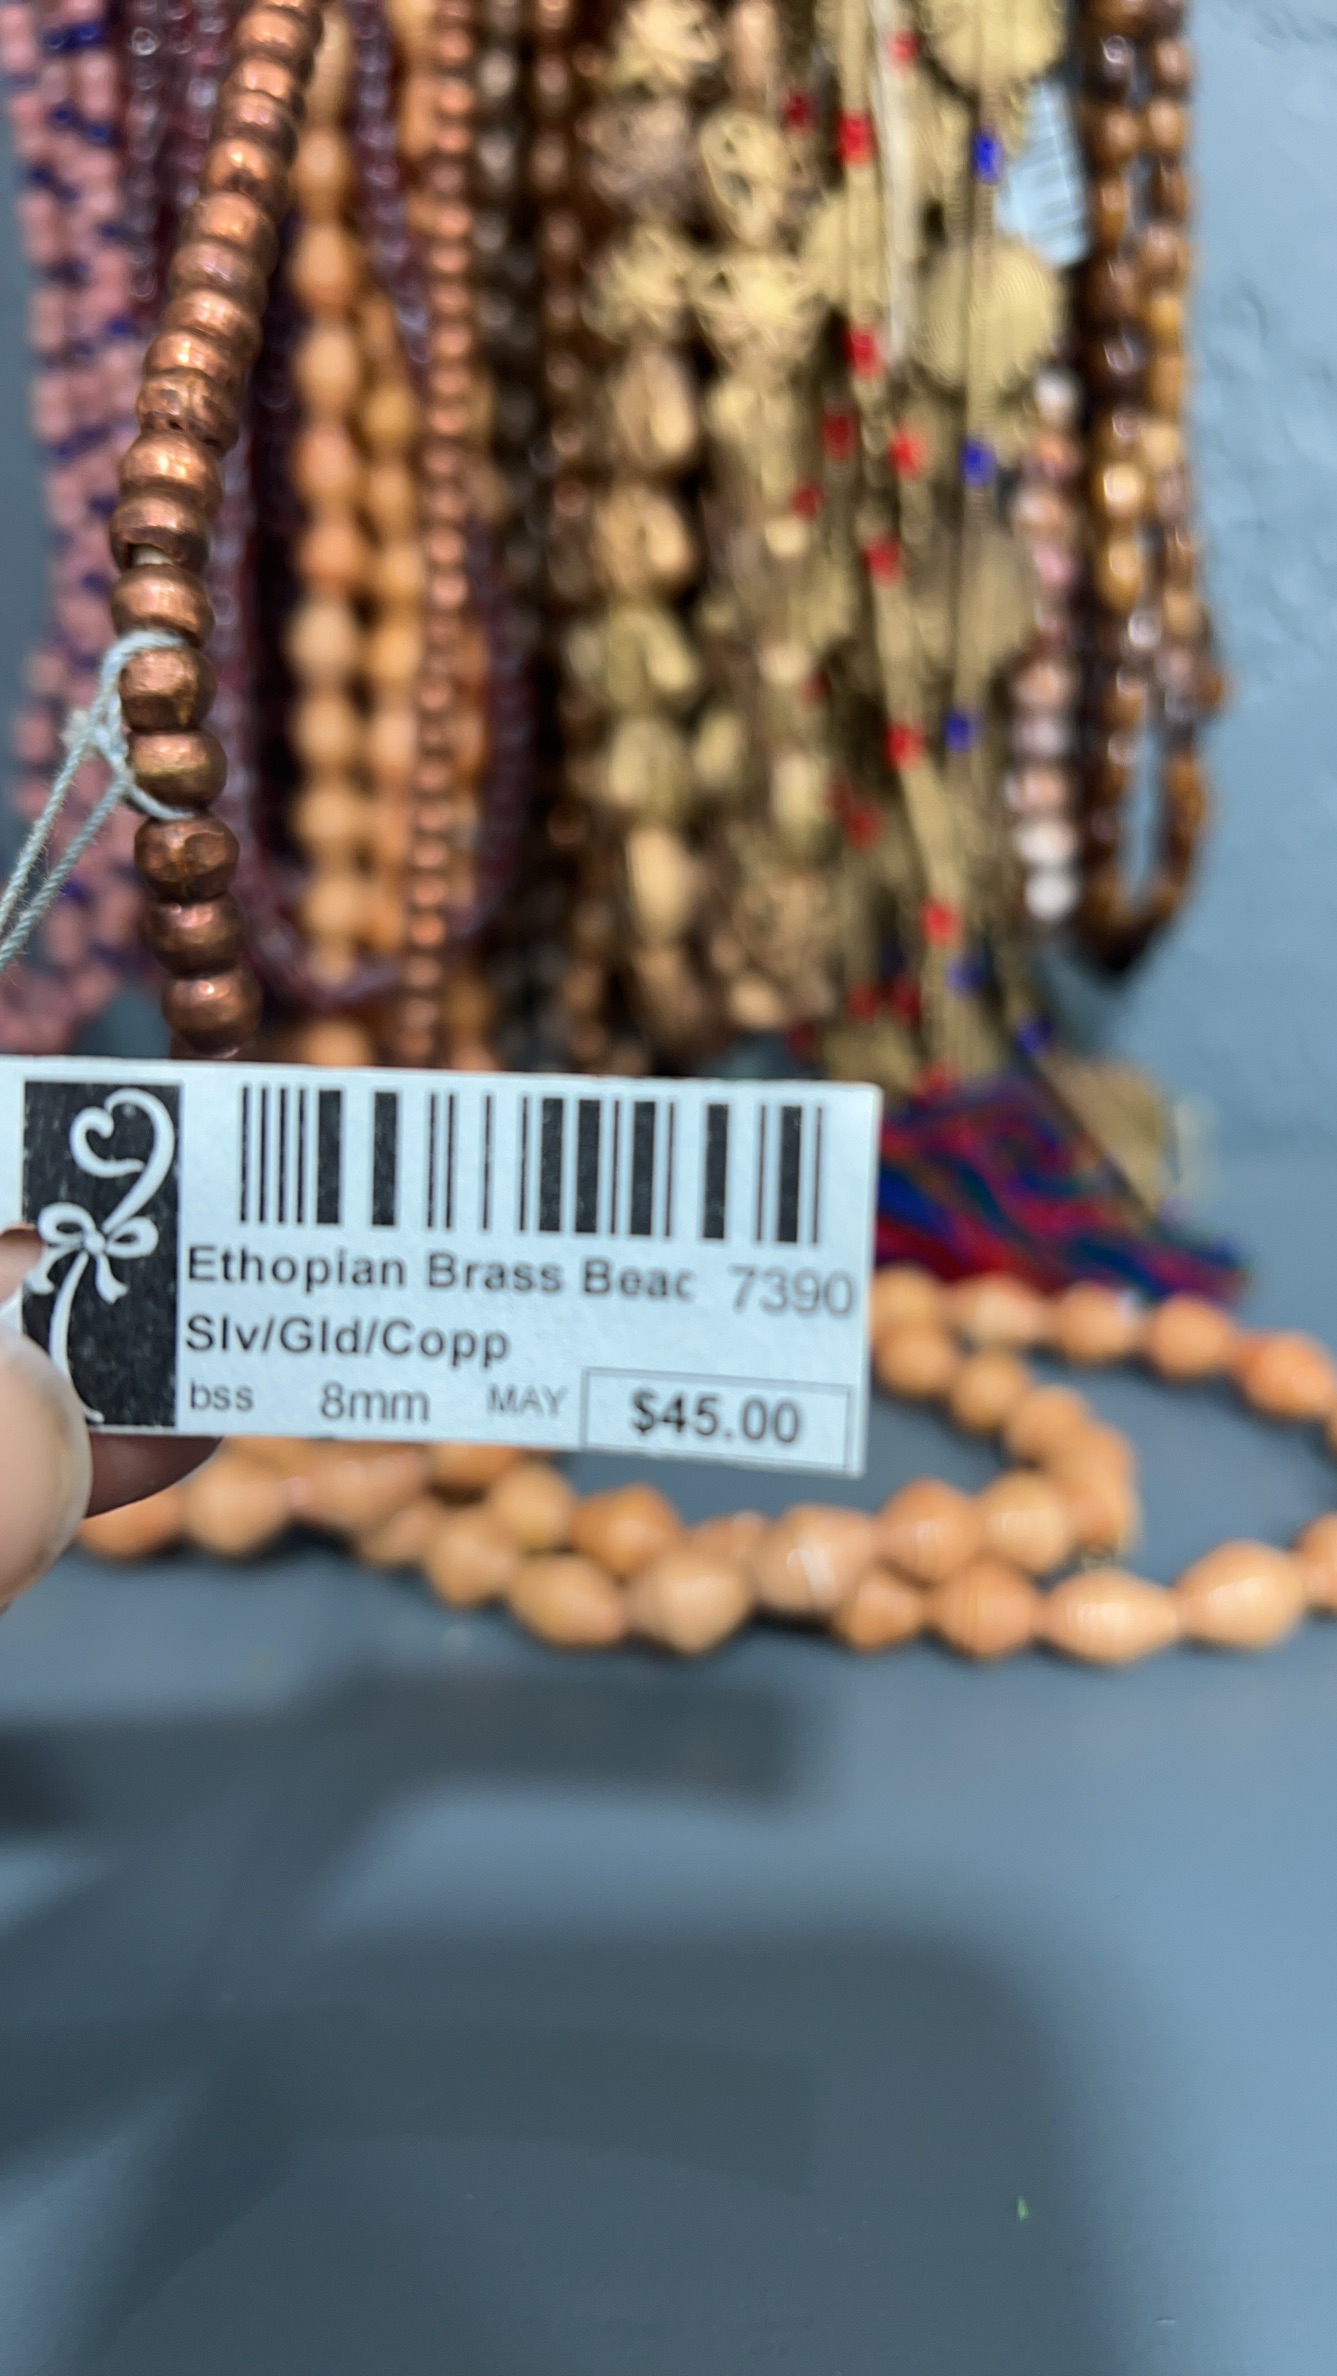 Ethopian Brass Beac 7390
Slv/Gld/Copp
bss 8mm MAY $45.00